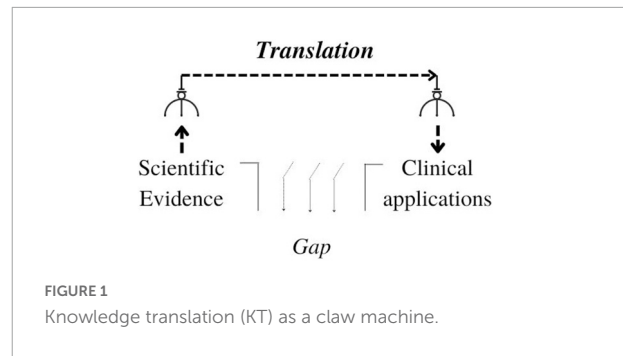 Translation
Scientific
Evidence
Clinical
applications
Gap
FIGURE 1
Knowledge translation (KT) as a claw machine.